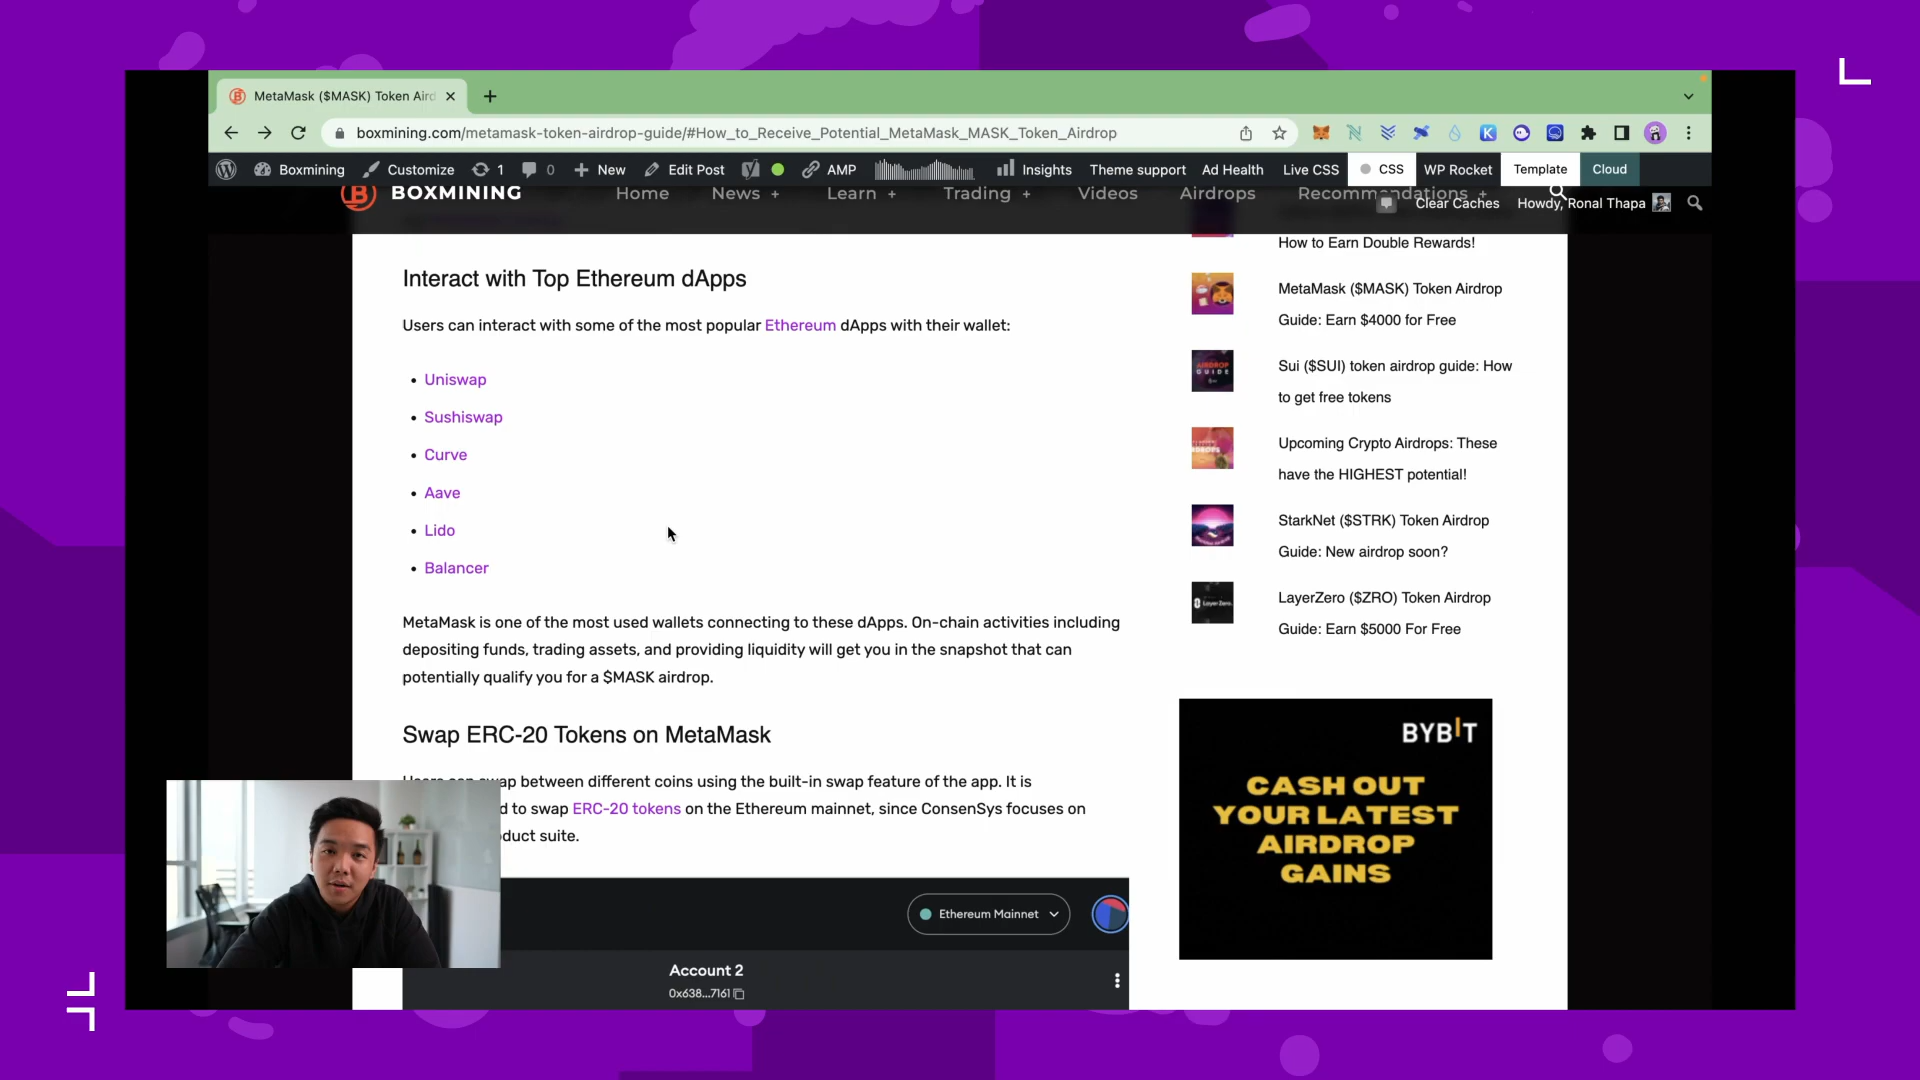 MetaMask ($MASK) Token Aird
boxmining.com/metamask-token-airdrop-guide/#How_to_Receive_Potential_MetaMask_MASK_Token_Airdrop
Boxmining Customize 1 0 New Edit Post AMP Insights Theme support Ad Health Live CSS CSS WP Rocket Template Cloud
BOXMINING Home News + Learn + Trading + Videos Airdrops Recommendations +
Clear Caches Howdy, Ronal Thapa
Interact with Top Ethereum dApps
Users can interact with some of the most popular Ethereum dApps with their wallet:
Uniswap
Sushiswap
Curve
Aave
Lido
Balancer
MetaMask is one of the most used wallets connecting to these dApps. On-chain activities including
depositing funds, trading assets, and providing liquidity will get you in the snapshot that can
potentially qualify you for a $MASK airdrop.
Swap ERC-20 Tokens on MetaMask
Users can swap between different coins using the built-in swap feature of the app. It is
d to swap ERC-20 tokens on the Ethereum mainnet, since ConsenSys focuses on
duct suite.
Ethereum Mainnet
Account 2
0x638...7161
How to Earn Double Rewards!
MetaMask ($MASK) Token Airdrop
Guide: Earn $4000 for Free
Sui ($SUI) token airdrop guide: How
to get free tokens
Upcoming Crypto Airdrops: These
have the HIGHEST potential!
StarkNet ($STRK) Token Airdrop
Guide: New airdrop soon?
LayerZero ($ZRO) Token Airdrop
Guide: Earn $5000 For Free
BYBIT
CASH OUT
YOUR LATEST
AIRDROP
GAINS